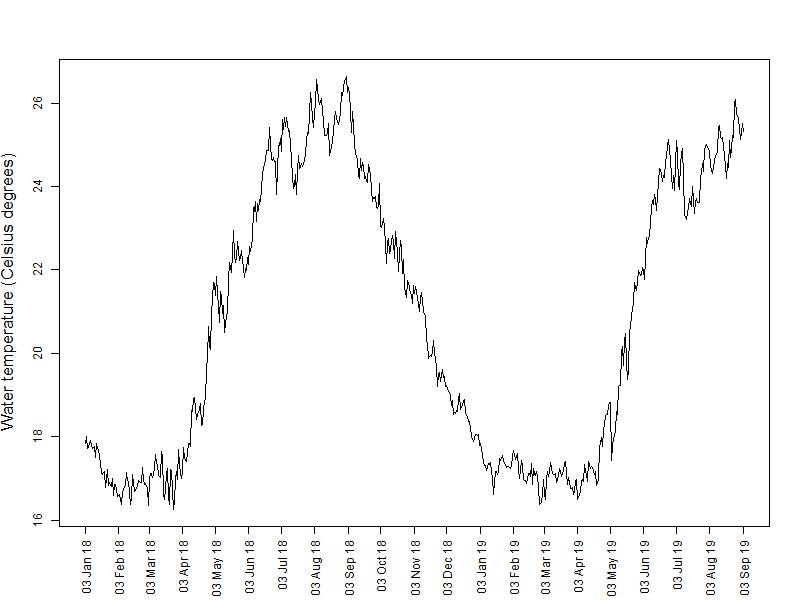 Water temperature (Celsius degrees)
26
24
22
20
18
16
03 Jan 18
03 Feb 18
03 Mar 18
03 Apr 18
03 May 18
03 Jun 18
03 Jul 18
03 Aug 18
03 Sep 18
03 Oct 18
03 Nov 18
03 Dec 18
03 Jan 19
03 Feb 19
03 Mar 19
03 Apr 19
03 May 19
03 Jun 19
03 Jul 19
03 Aug 19
03 Sep 19